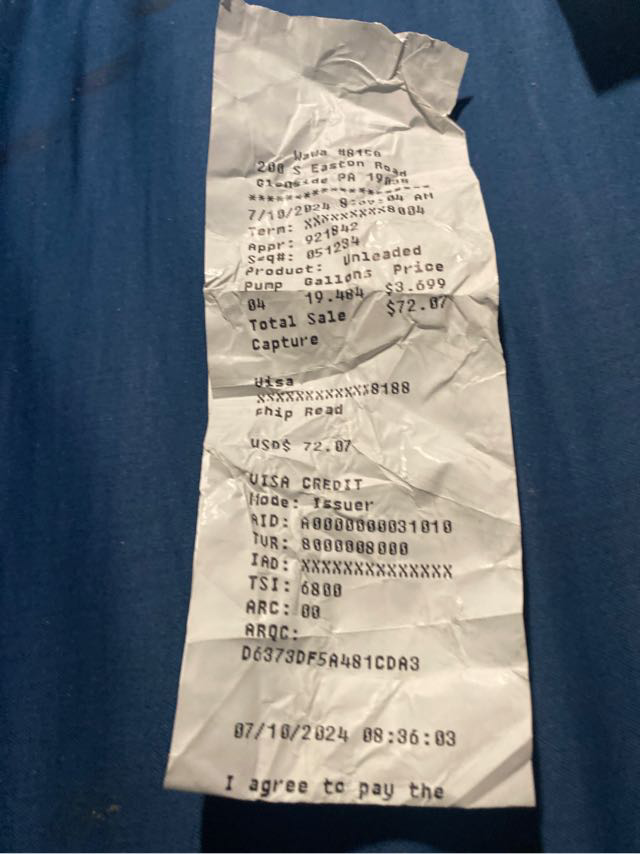 Wawa
200 S Easton Road
Glenside PA
********************
7/10/2024 AM
Term: XXXXXXXXX8004
Appr: 921842
Seq#: 051234
Product: Unleaded
Pump Gallons Price
04 19.484 $3.699
Total Sale $72.07
Capture
Visa
XXXXXXXXXXXX8188
Chip Read
USD$ 72.07
VISA CREDIT
Mode: Issuer
AID: A0000000031010
TVR: 8000008000
IAD: XXXXXXXXXXXXXX
TSI: 6800
ARC: 00
ARQC:
D6373DF5A481CDA3
07/10/2024 08:36:03
I agree to pay the